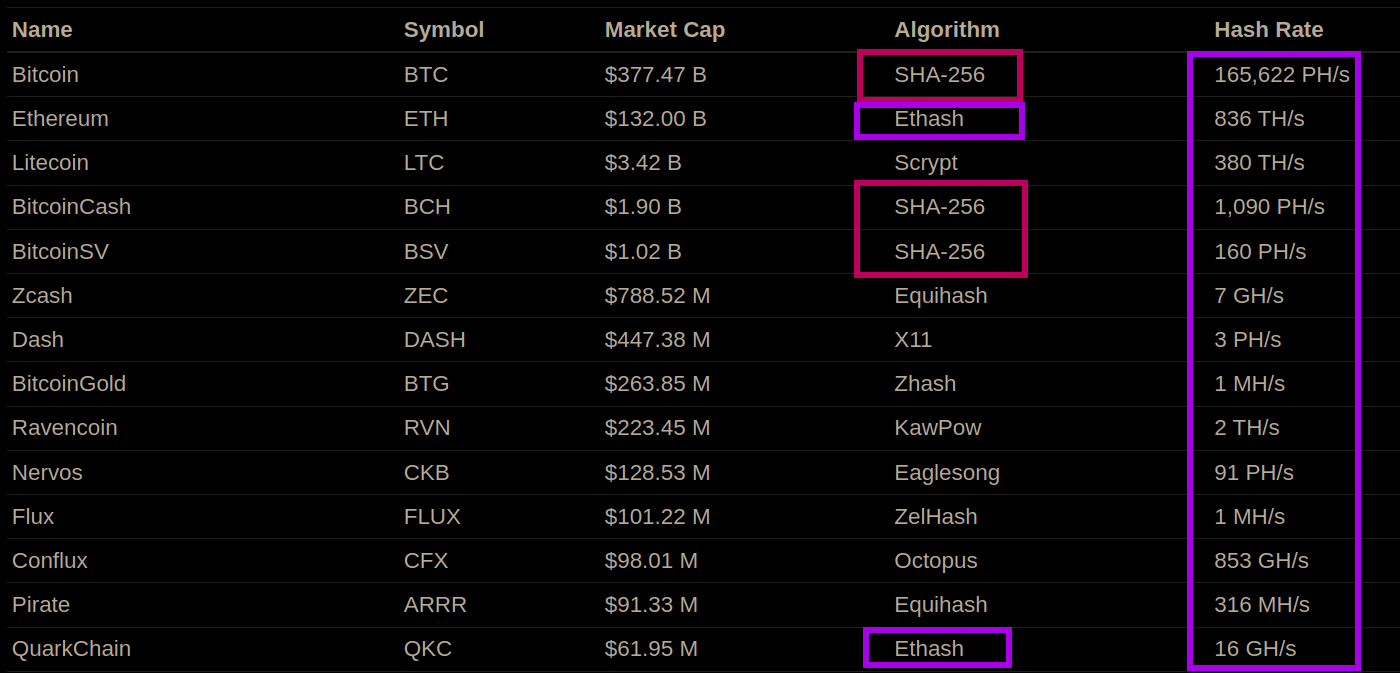 Name Symbol Market Cap Algorithm Hash Rate
Bitcoin BTC $377.47 B SHA-256 165,622 PH/s
Ethereum ETH $132.00 B Ethash 836 TH/s
Litecoin LTC $3.42 B Scrypt 380 TH/s
BitcoinCash BCH $1.90 B SHA-256 1,090 PH/s
BitcoinSV BSV $1.02 B SHA-256 160 PH/s
Zcash ZEC $788.52 M Equihash 7 GH/s
Dash DASH $447.38 M X11 3 PH/s
BitcoinGold BTG $263.85 M Zhash 1 MH/s
Ravencoin RVN $223.45 M KawPow 2 TH/s
Nervos CKB $128.53 M Eaglesong 91 PH/s
Flux FLUX $101.22 M ZelHash 1 MH/s
Conflux CFX $98.01 M Octopus 853 GH/s
Pirate ARRR $91.33 M Equihash 316 MH/s
QuarkChain QKC $61.95 M Ethash 16 GH/s